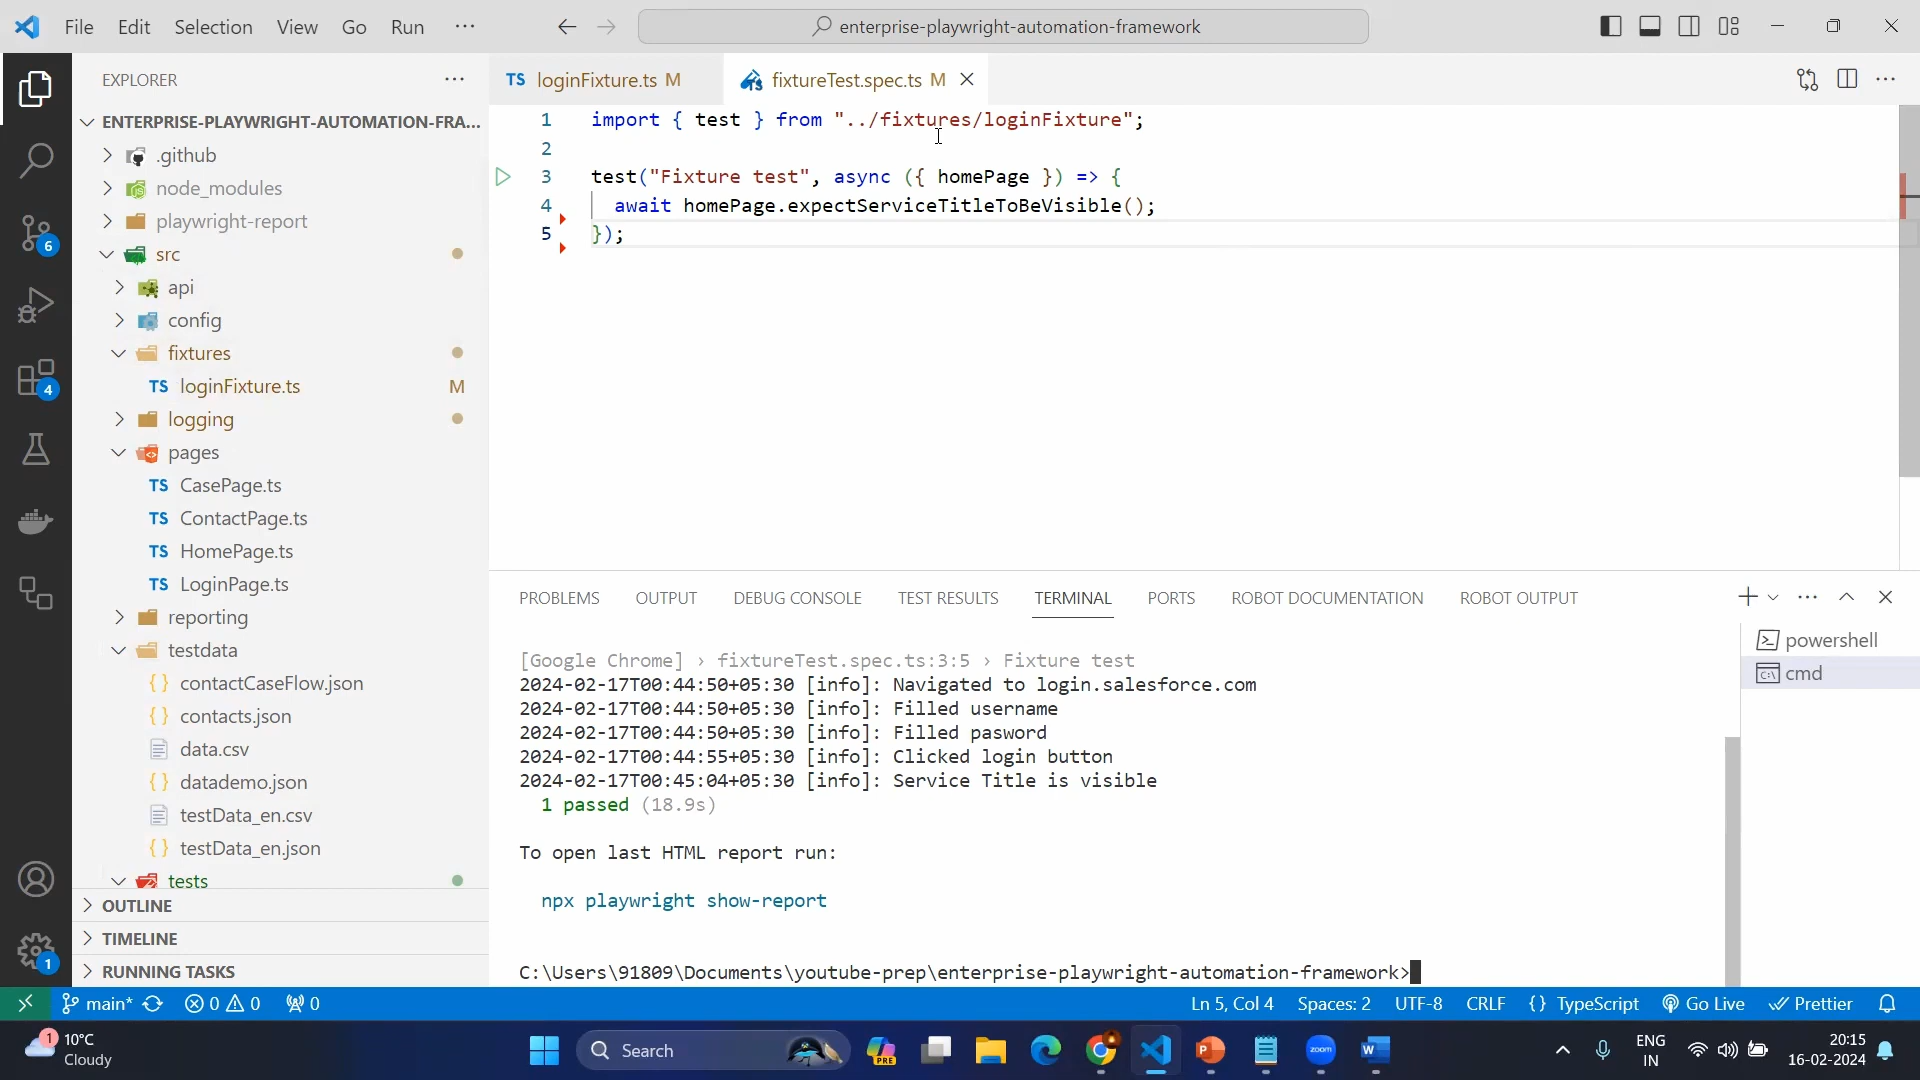 File Edit Selection View Go Run ...
enterprise-playwright-automation-framework
EXPLORER
ENTERPRISE-PLAYWRIGHT-AUTOMATION-FRA...
.github
node_modules
playwright-report
src
api
config
fixtures
TS loginFixture.ts M
logging
pages
TS CasePage.ts
TS ContactPage.ts
TS HomePage.ts
TS LoginPage.ts
reporting
testdata
{} contactCaseFlow.json
{} contacts.json
data.csv
{} datademo.json
testData_en.csv
{} testData_en.json
tests
OUTLINE
TIMELINE
RUNNING TASKS
6
4
1
TS loginFixture.ts M fixtureTest.spec.ts M
1 import { test } from "../fixtures/loginFixture";
2
3 test("Fixture test", async ({ homePage }) => {
4 await homePage.expectServiceTitleToBeVisible();
5 });
PROBLEMS OUTPUT DEBUG CONSOLE TEST RESULTS TERMINAL PORTS ROBOT DOCUMENTATION ROBOT OUTPUT
powershell
cmd
[Google Chrome] › fixtureTest.spec.ts:3:5 › Fixture test
2024-02-17T00:44:50+05:30 [info]: Navigated to login.salesforce.com
2024-02-17T00:44:50+05:30 [info]: Filled username
2024-02-17T00:44:50+05:30 [info]: Filled pasword
2024-02-17T00:44:55+05:30 [info]: Clicked login button
2024-02-17T00:45:04+05:30 [info]: Service Title is visible
1 passed (18.9s)
To open last HTML report run:
npx playwright show-report
C:\Users\91809\Documents\youtube-prep\enterprise-playwright-automation-framework>
main* 0 0 0 Ln 5, Col 4 Spaces: 2 UTF-8 CRLF {} TypeScript Go Live Prettier
1 10°C
Cloudy
Search
PRE
zoom
ENG
IN
20:15
16-02-2024